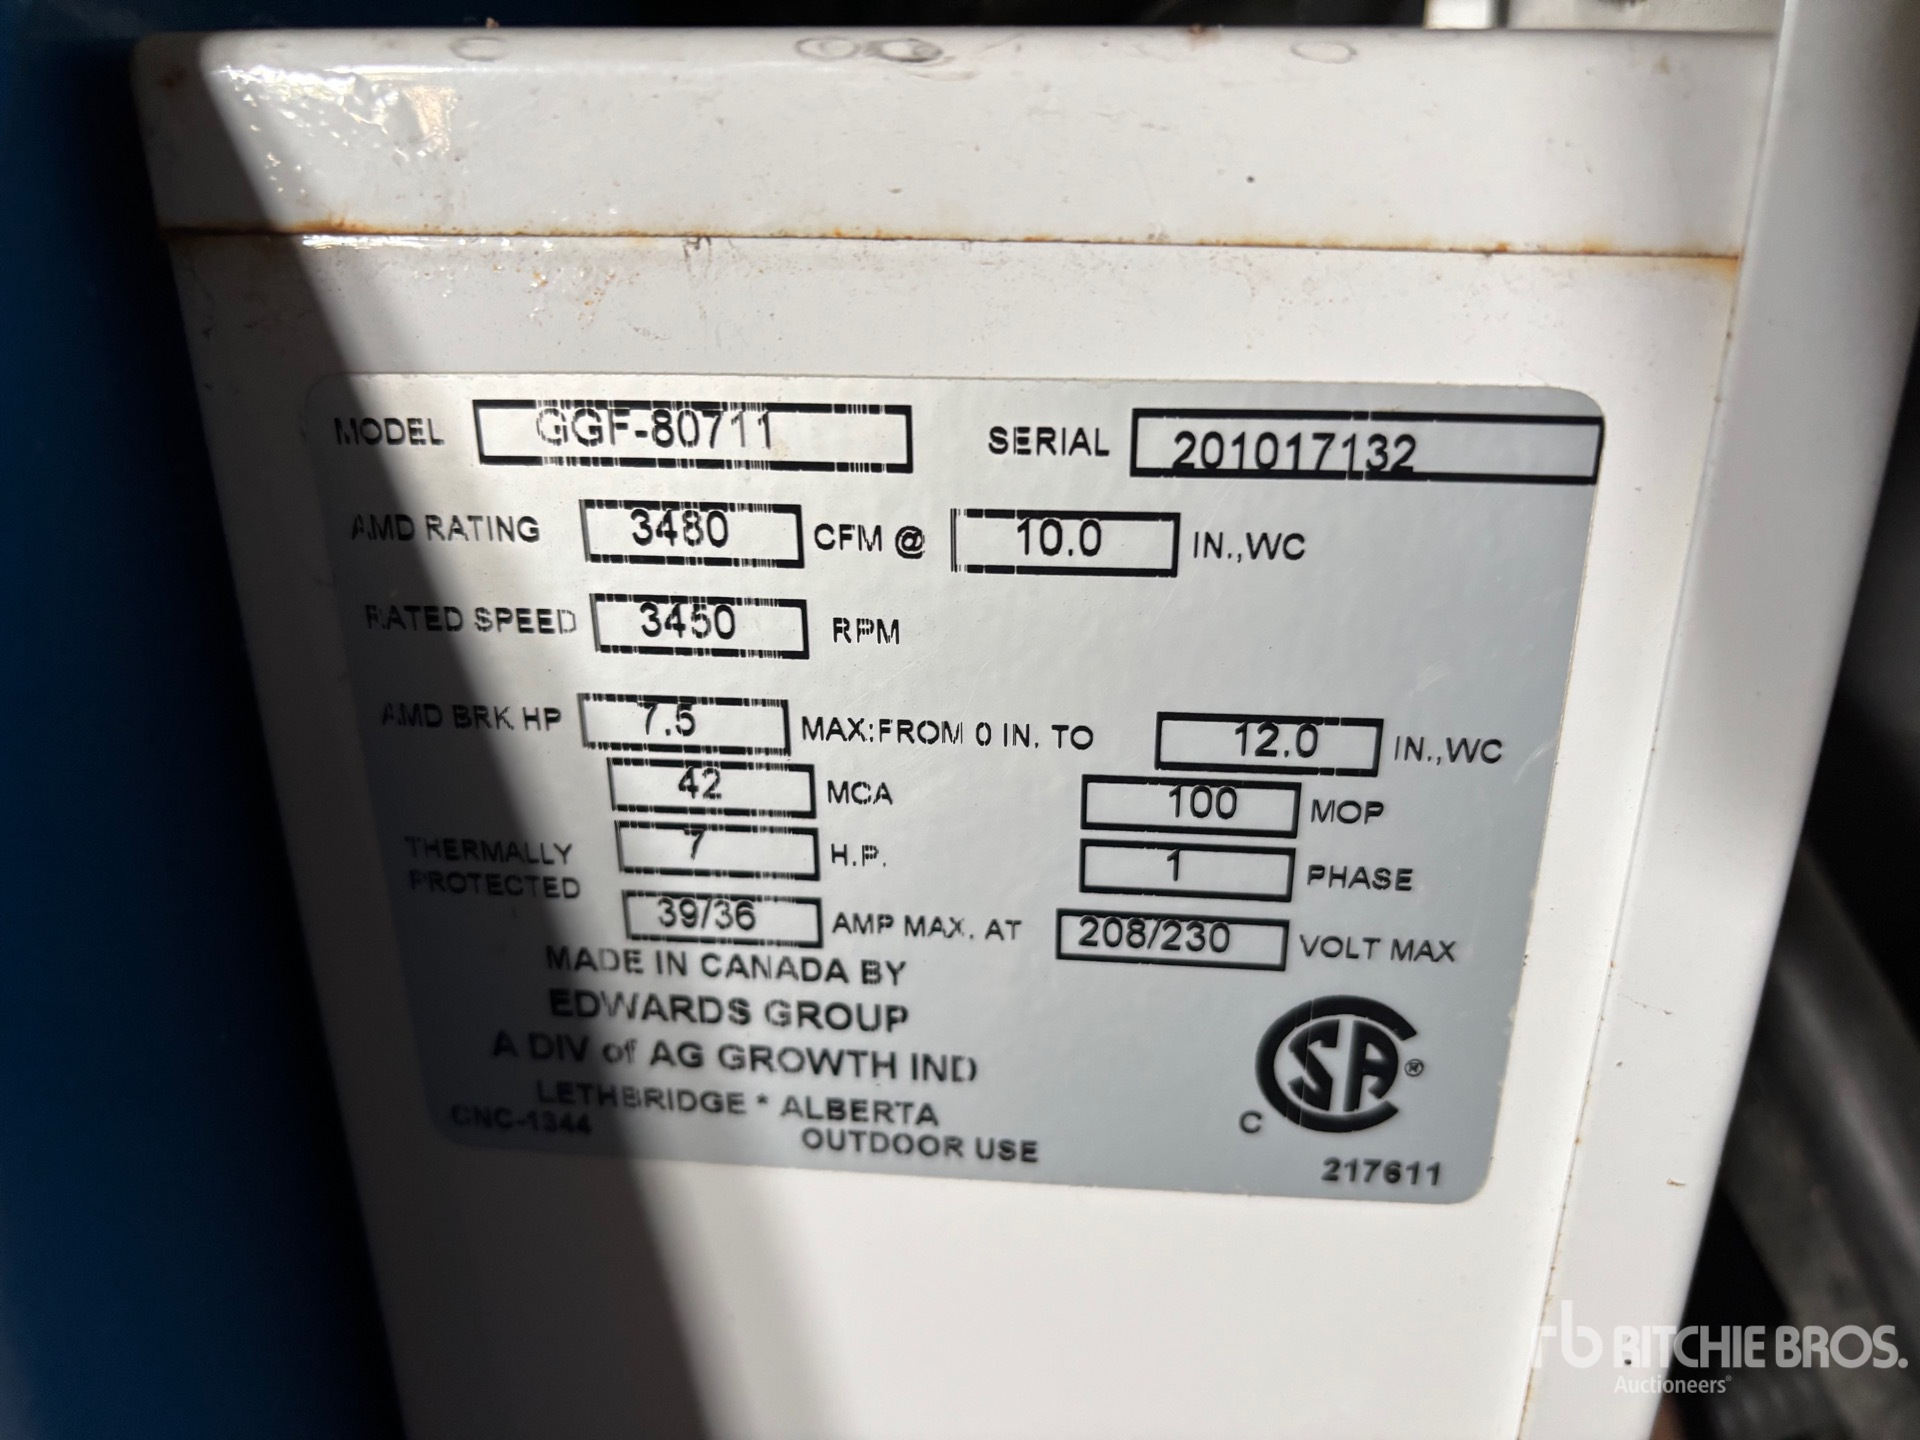 MODEL GGF-80711 SERIAL 201017132
AMD RATING 3480 CFM @ 10.0 IN.,WC
RATED SPEED 3450 RPM
AMD BRK HP 7.5 MAX:FROM 0 IN. TO 12.0 IN.,WC
42 MCA 100 MOP
THERMALLY PROTECTED 7 H.P. 1 PHASE
39/36 AMP MAX. AT 208/230 VOLT MAX
MADE IN CANADA BY
EDWARDS GROUP
A DIV of AG GROWTH IND
LETHBRIDGE * ALBERTA
CNC-1344 OUTDOOR USE
C CSA ®
217611
rb RITCHIE BROS.
Auctioneers®